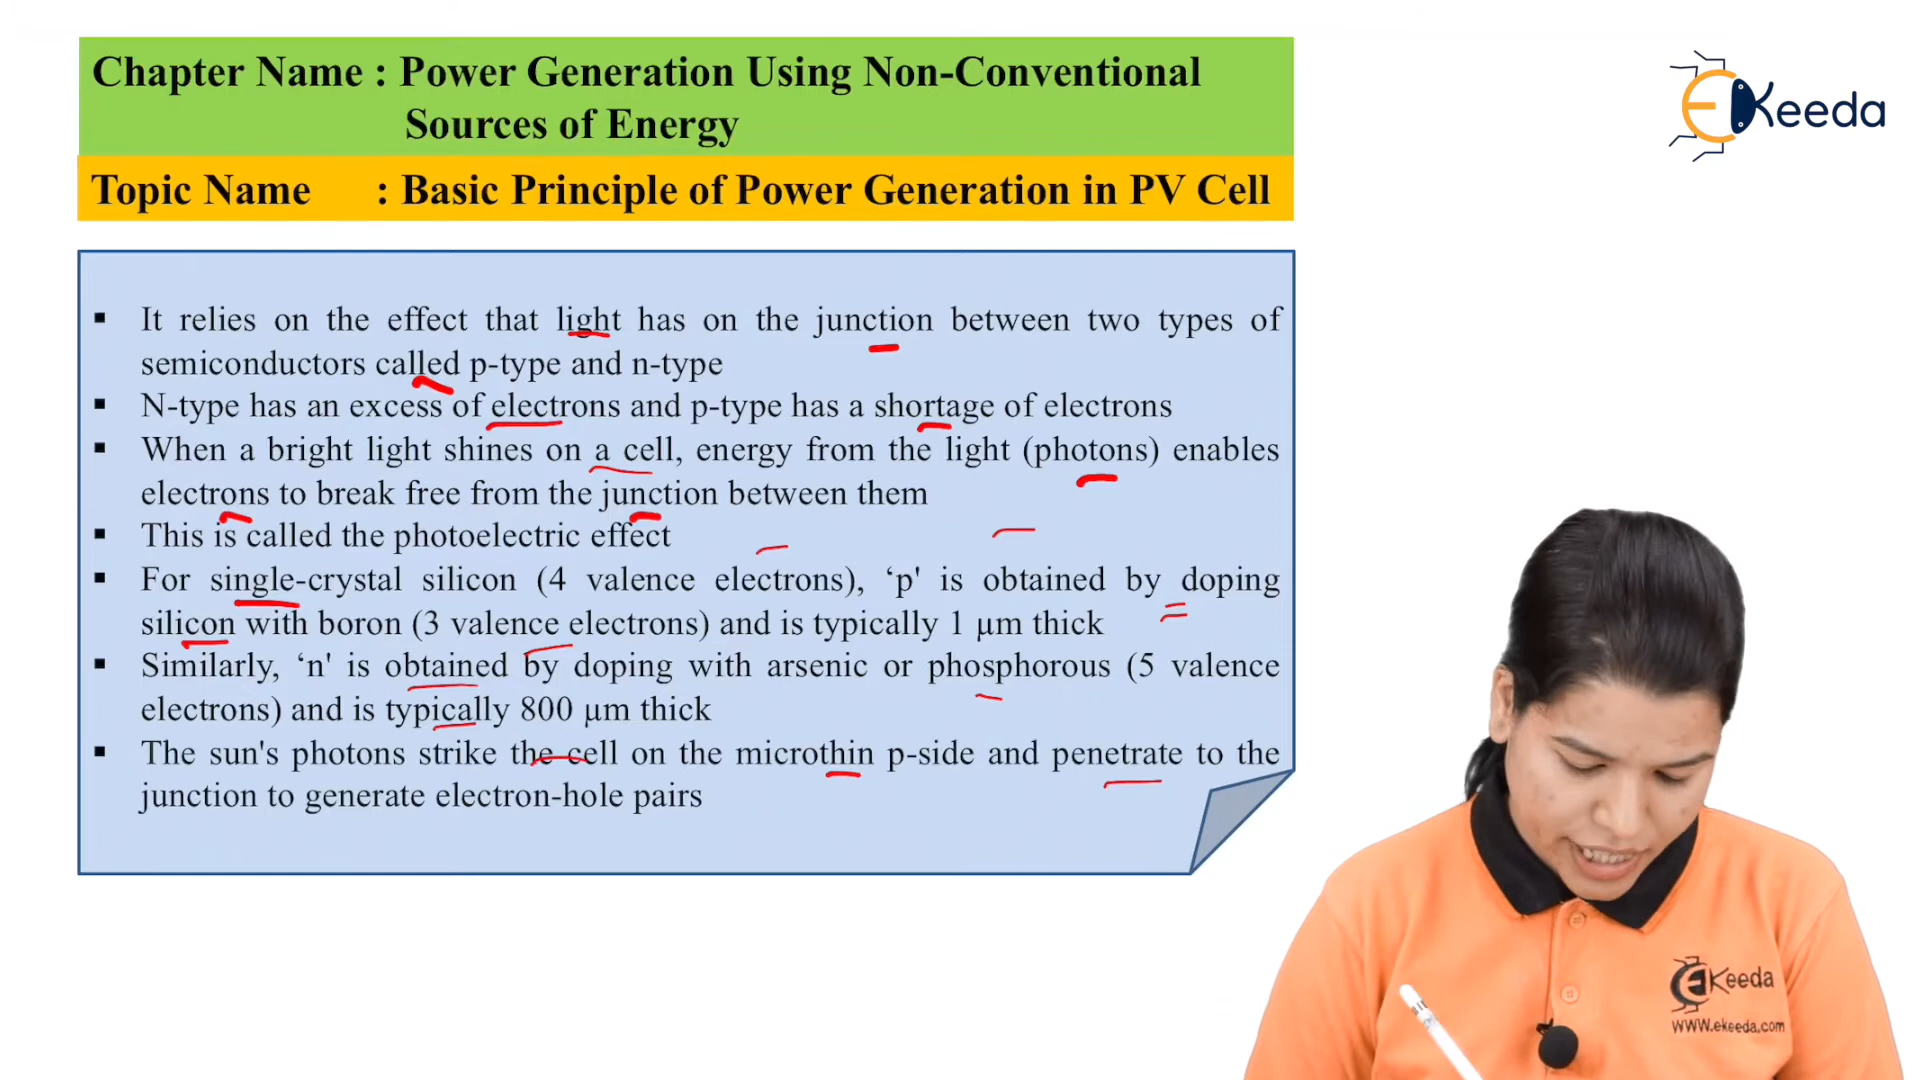 Chapter Name : Power Generation Using Non-Conventional
Sources of Energy
Keeda
Topic Name : Basic Principle of Power Generation in PV Cell
▪ It relies on the effect that light has on the junction between two types of
semiconductors called p-type and n-type
▪ N-type has an excess of electrons and p-type has a shortage of electrons
▪ When a bright light shines on a cell, energy from the light (photons) enables
electrons to break free from the junction between them
▪ This is called the photoelectric effect
▪ For single-crystal silicon (4 valence electrons), ‘p' is obtained by doping
silicon with boron (3 valence electrons) and is typically 1 µm thick
▪ Similarly, ‘n' is obtained by doping with arsenic or phosphorous (5 valence
electrons) and is typically 800 µm thick
▪ The sun's photons strike the cell on the microthin p-side and penetrate to the
junction to generate electron-hole pairs
Keeda
WWW.ekeeda.com